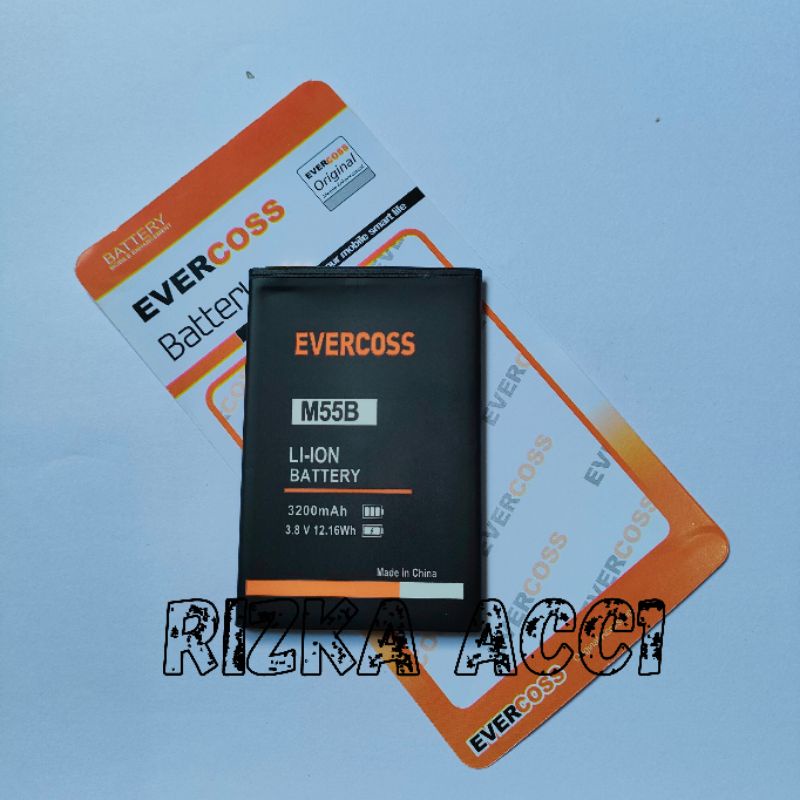 BATTERY
EVERCOSS
Battery
EVERCOSS
Original
your mobile smart life
EVERCOSS
M55B
LI-ION
BATTERY
3200mAh
3.8 V 12.16Wh
Made in China
RIZKA ACCI
EVERCOSS
EVERCOSS
EVERCOSS
EVERCOSS
EVERCOSS
EVERCOSS